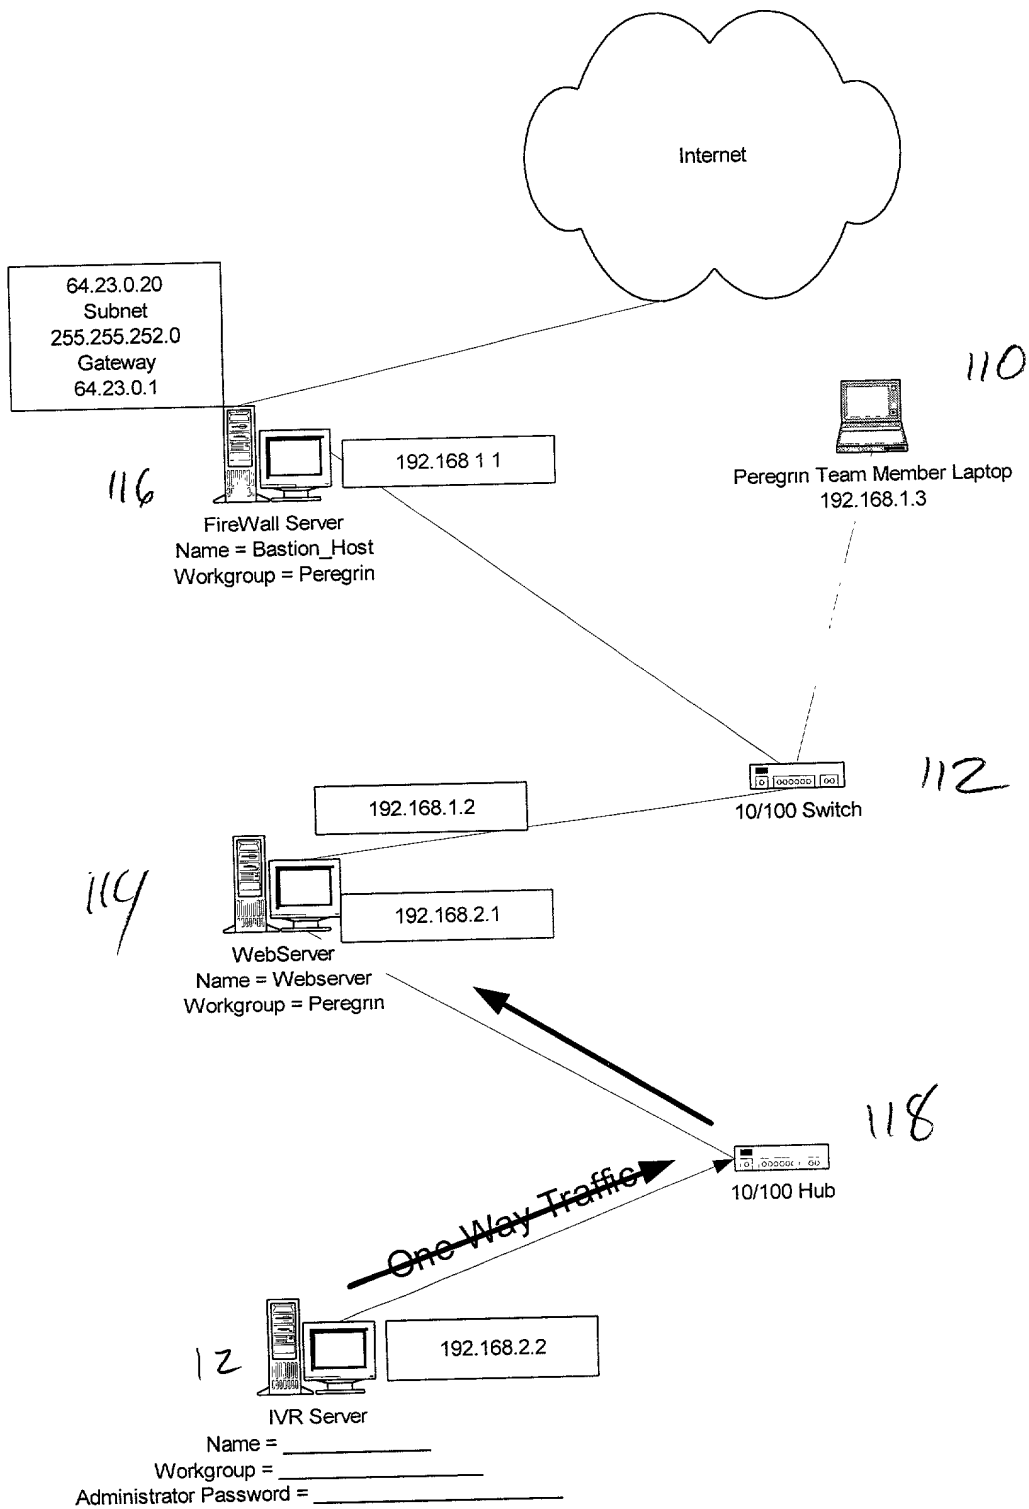 Internet
64.23.0.20
Subnet
255.255.252.0
Gateway
64.23.0.1
110
192.168 1 1
116
Peregrin Team Member Laptop
192.168.1.3
FireWall Server
Name = Bastion_Host
Workgroup = Peregrin
112
192.168.1.2
10/100 Switch
114
192.168.2.1
WebServer
Name = Webserver
Workgroup = Peregrin
118
One Way Traffic
10/100 Hub
12
192.168.2.2
IVR Server
Name =
Workgroup =
Administrator Password =